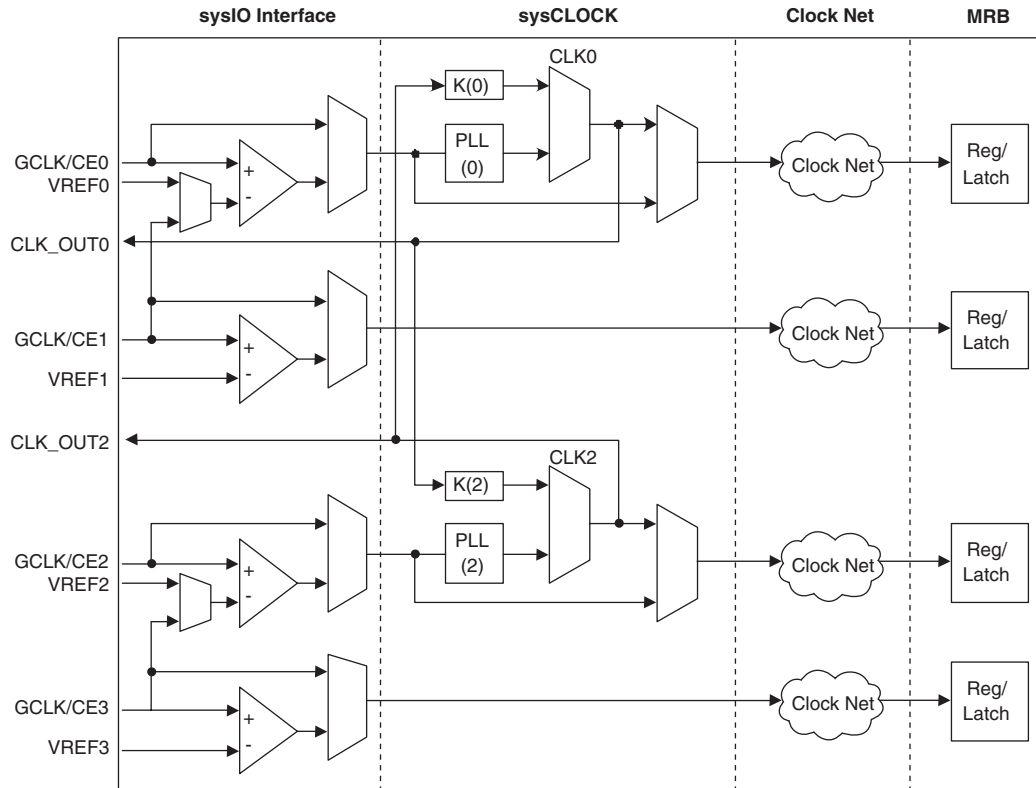 sysIO Interface
sysCLOCK
Clock Net
MRB
CLK0
K(0)
PLL
(0)
GCLK/CE0
VREF0
+
-
Clock Net
Reg/
Latch
CLK_OUT0
GCLK/CE1
VREF1
+
-
Clock Net
Reg/
Latch
CLK_OUT2
CLK2
K(2)
PLL
(2)
GCLK/CE2
VREF2
+
-
Clock Net
Reg/
Latch
GCLK/CE3
VREF3
+
-
Clock Net
Reg/
Latch